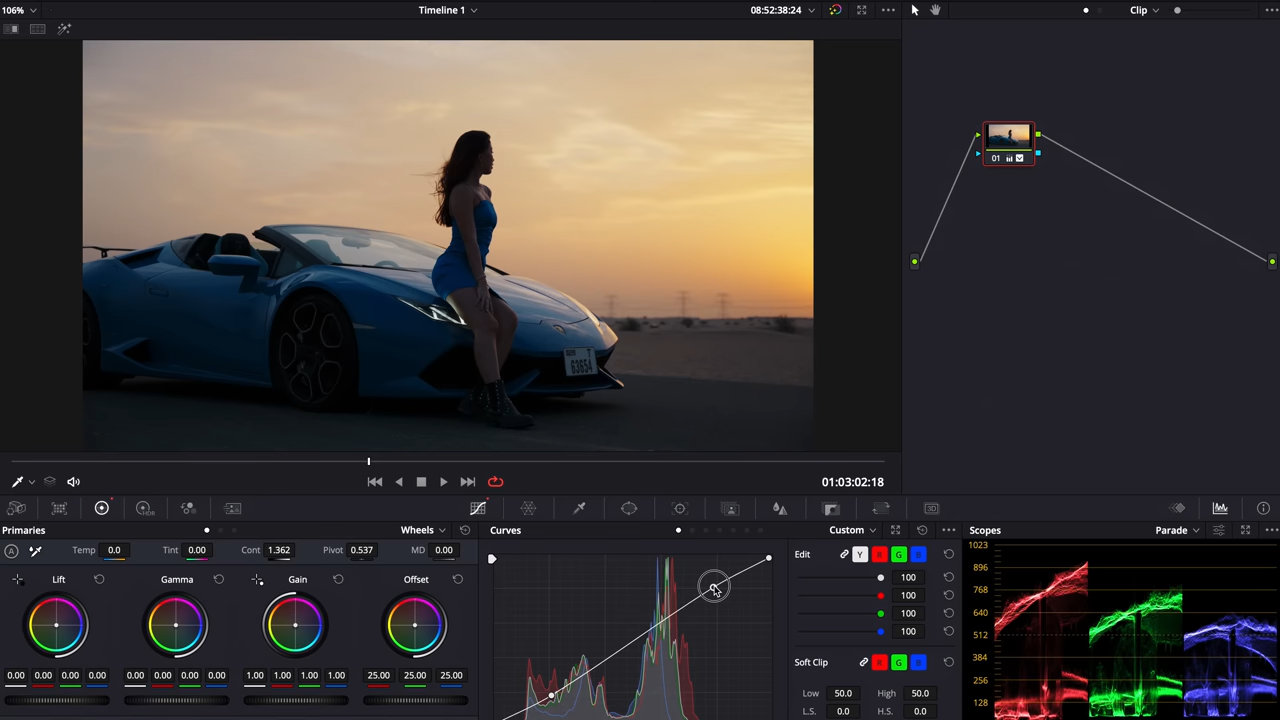 106%
Timeline 1
08:52:38:24
Clip
01
01:03:02:18
Primaries
Wheels
Curves
Custom
Scopes
Parade
A
Temp 0.0 Tint 0.00 Cont 1.362 Pivot 0.537 MD 0.00
Lift Gamma Gain Offset
0.00 0.00 0.00 0.00 0.00 0.00 0.00 0.00 1.00 1.00 1.00 1.00 25.00 25.00 25.00
Edit Y R G B
100
100
100
100
Soft Clip R G B
Low 50.0 High 50.0
L.S. 0.0 H.S. 0.0
1023
896
768
640
512
384
256
128
HDR
3D